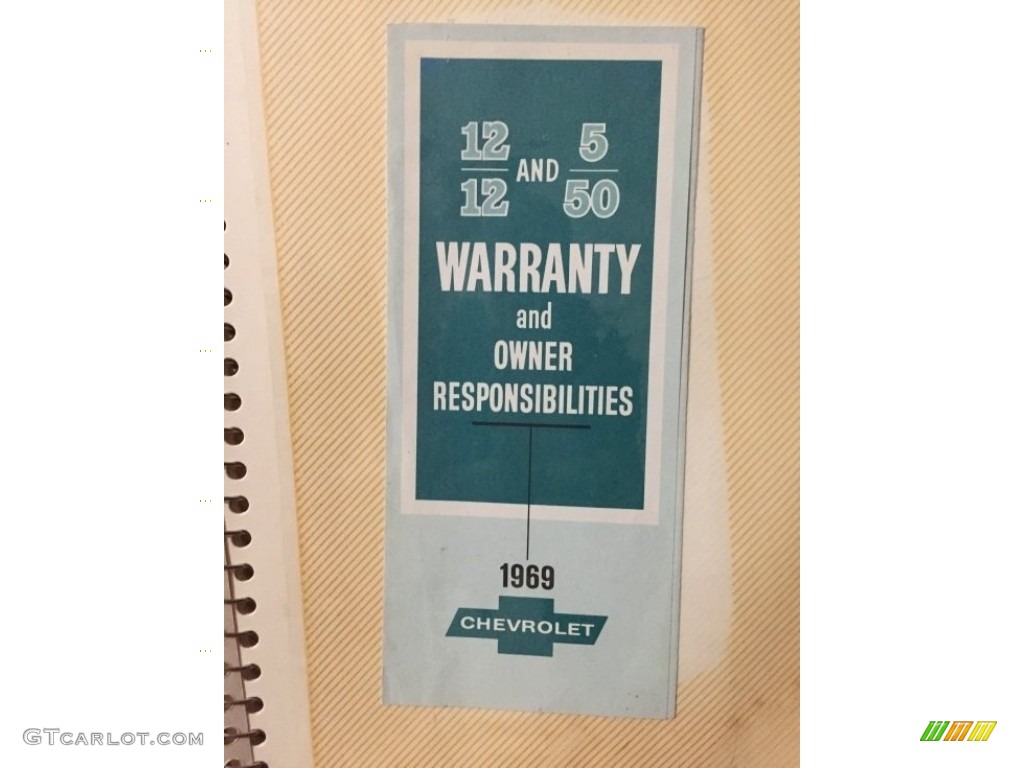 12 AND 5
12 50
WARRANTY
and
OWNER
RESPONSIBILITIES
1969
CHEVROLET
GTCARLOT.COM